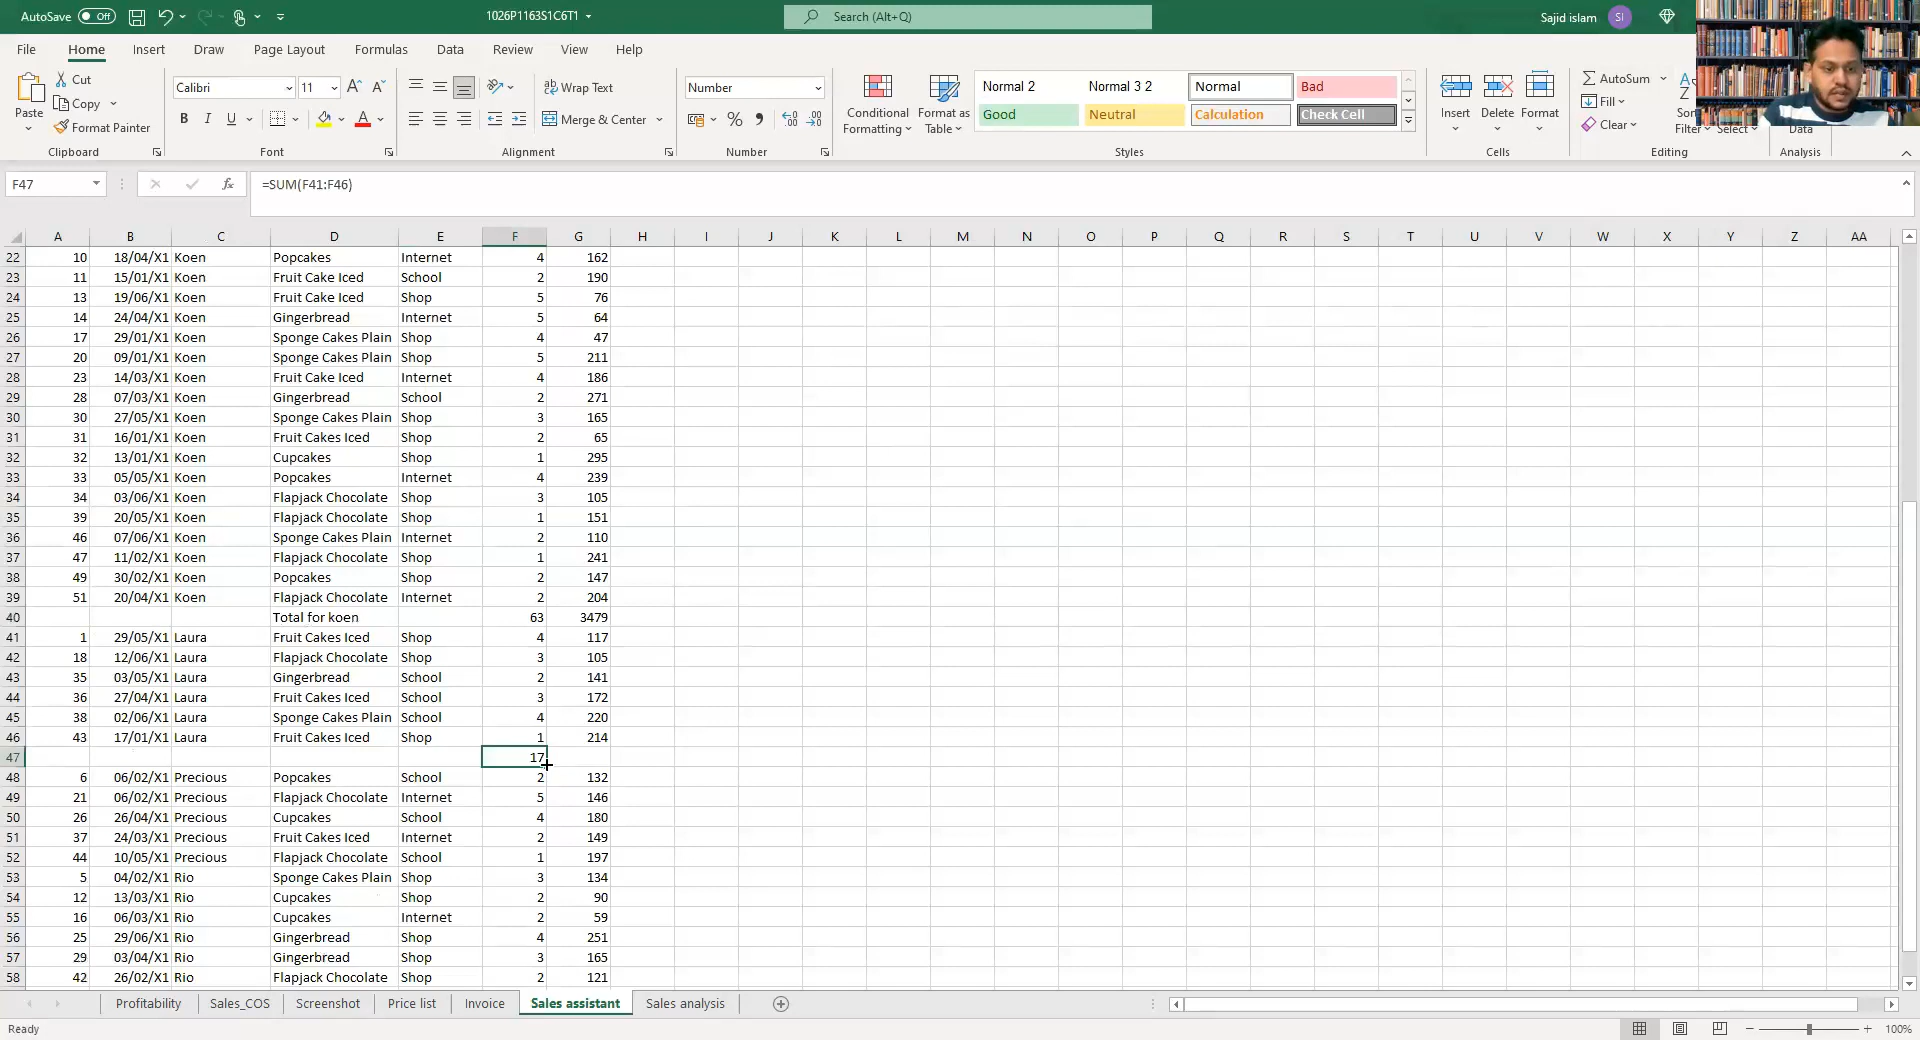 AutoSave Off 1026P1163S1C6T1 Search (Alt+Q) Sajid islam SI
File Home Insert Draw Page Layout Formulas Data Review View Help
Paste Cut Copy Format Painter
Calibri 11
B I U
Wrap Text
Merge & Center
Number
Conditional Formatting Format as Table
Normal 2 Normal 3 2 Normal Bad
Good Neutral Calculation Check Cell
Insert Delete Format
AutoSum
Fill
Clear
Filter Select Data
Clipboard Font Alignment Number Styles Cells Editing Analysis
F47 fx =SUM(F41:F46)
A B C D E F G H I J K L M N O P Q R S T U V W X Y Z AA
22 10 18/04/X1 Koen Popcakes Internet 4 162
23 11 15/01/X1 Koen Fruit Cake Iced School 2 190
24 13 19/06/X1 Koen Fruit Cake Iced Shop 5 76
25 14 24/04/X1 Koen Gingerbread Internet 5 64
26 17 29/01/X1 Koen Sponge Cakes Plain Shop 4 47
27 20 09/01/X1 Koen Sponge Cakes Plain Shop 5 211
28 23 14/03/X1 Koen Fruit Cake Iced Internet 4 186
29 28 07/03/X1 Koen Gingerbread School 2 271
30 30 27/05/X1 Koen Sponge Cakes Plain Shop 3 165
31 31 16/01/X1 Koen Fruit Cakes Iced Shop 2 65
32 32 13/01/X1 Koen Cupcakes Shop 1 295
33 33 05/05/X1 Koen Popcakes Internet 4 239
34 34 03/06/X1 Koen Flapjack Chocolate Shop 3 105
35 39 20/05/X1 Koen Flapjack Chocolate Shop 1 151
36 46 07/06/X1 Koen Sponge Cakes Plain Internet 2 110
37 47 11/02/X1 Koen Flapjack Chocolate Shop 1 241
38 49 30/02/X1 Koen Popcakes Shop 2 147
39 51 20/04/X1 Koen Flapjack Chocolate Internet 2 204
40 Total for koen 63 3479
41 1 29/05/X1 Laura Fruit Cakes Iced Shop 4 117
42 18 12/06/X1 Laura Flapjack Chocolate Shop 3 105
43 35 03/05/X1 Laura Gingerbread School 2 141
44 36 27/04/X1 Laura Fruit Cakes Iced School 3 172
45 38 02/06/X1 Laura Sponge Cakes Plain School 4 220
46 43 17/01/X1 Laura Fruit Cakes Iced Shop 1 214
47 17
48 6 06/02/X1 Precious Popcakes School 2 132
49 21 06/02/X1 Precious Flapjack Chocolate Internet 5 146
50 26 26/04/X1 Precious Cupcakes School 4 180
51 37 24/03/X1 Precious Fruit Cakes Iced Internet 2 149
52 44 10/05/X1 Precious Flapjack Chocolate School 1 197
53 5 04/02/X1 Rio Sponge Cakes Plain Shop 3 134
54 12 13/03/X1 Rio Cupcakes Shop 2 90
55 16 06/03/X1 Rio Cupcakes Internet 2 59
56 25 29/06/X1 Rio Gingerbread Shop 4 251
57 29 03/04/X1 Rio Gingerbread Shop 3 165
58 42 26/02/X1 Rio Flapjack Chocolate Shop 2 121
Profitability Sales_COS Screenshot Price list Invoice Sales assistant Sales analysis
Ready 100%